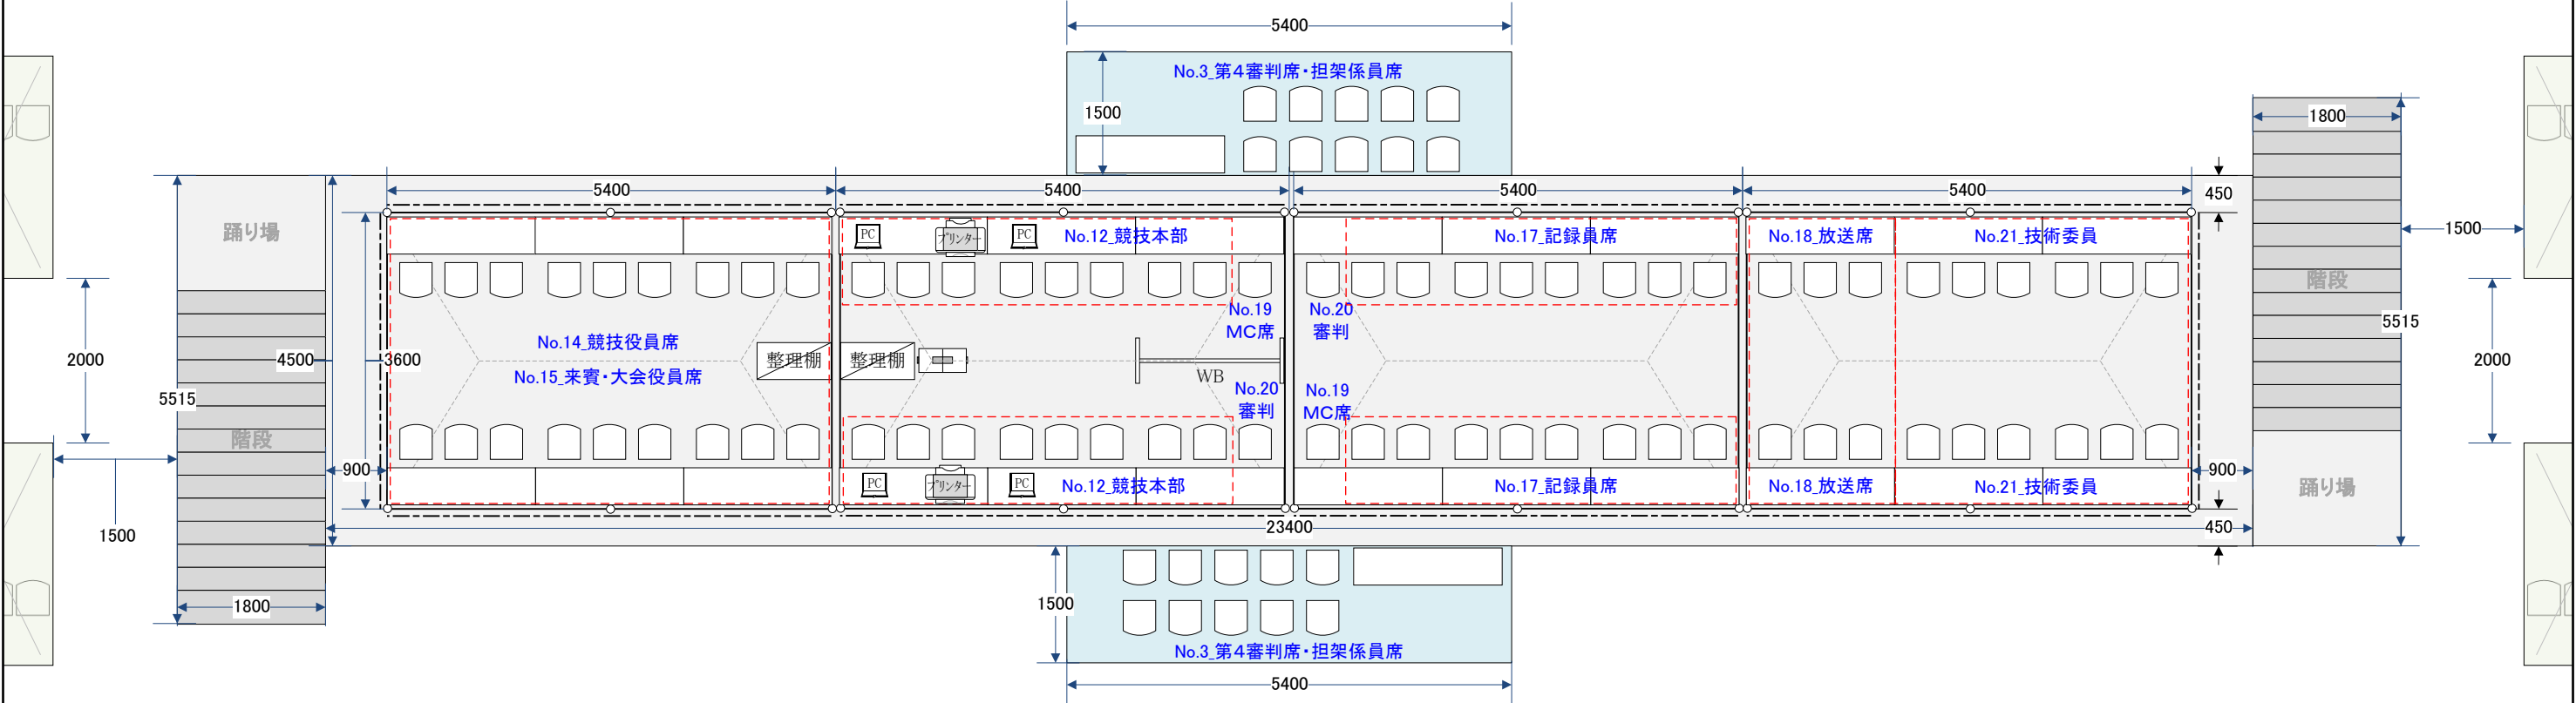 5400
No.3_第4審判席・担架係員席
1500
1800
5400
5400
5400
5400
450
踊り場
PC
プリンター
PC
No.12_競技本部
No.17_記録員席
No.18_放送席
No.21_技術委員
1500
階段
No.19
MC席
No.20
審判
5515
No.14_競技役員席
2000
4500
3600
整理棚
整理棚
WB
2000
No.15_来賓・大会役員席
5515
No.20
審判
No.19
MC席
階段
900
PC
プリンター
PC
No.12_競技本部
No.17_記録員席
No.18_放送席
No.21_技術委員
900
踊り場
1500
23400
450
1800
1500
No.3_第4審判席・担架係員席
5400